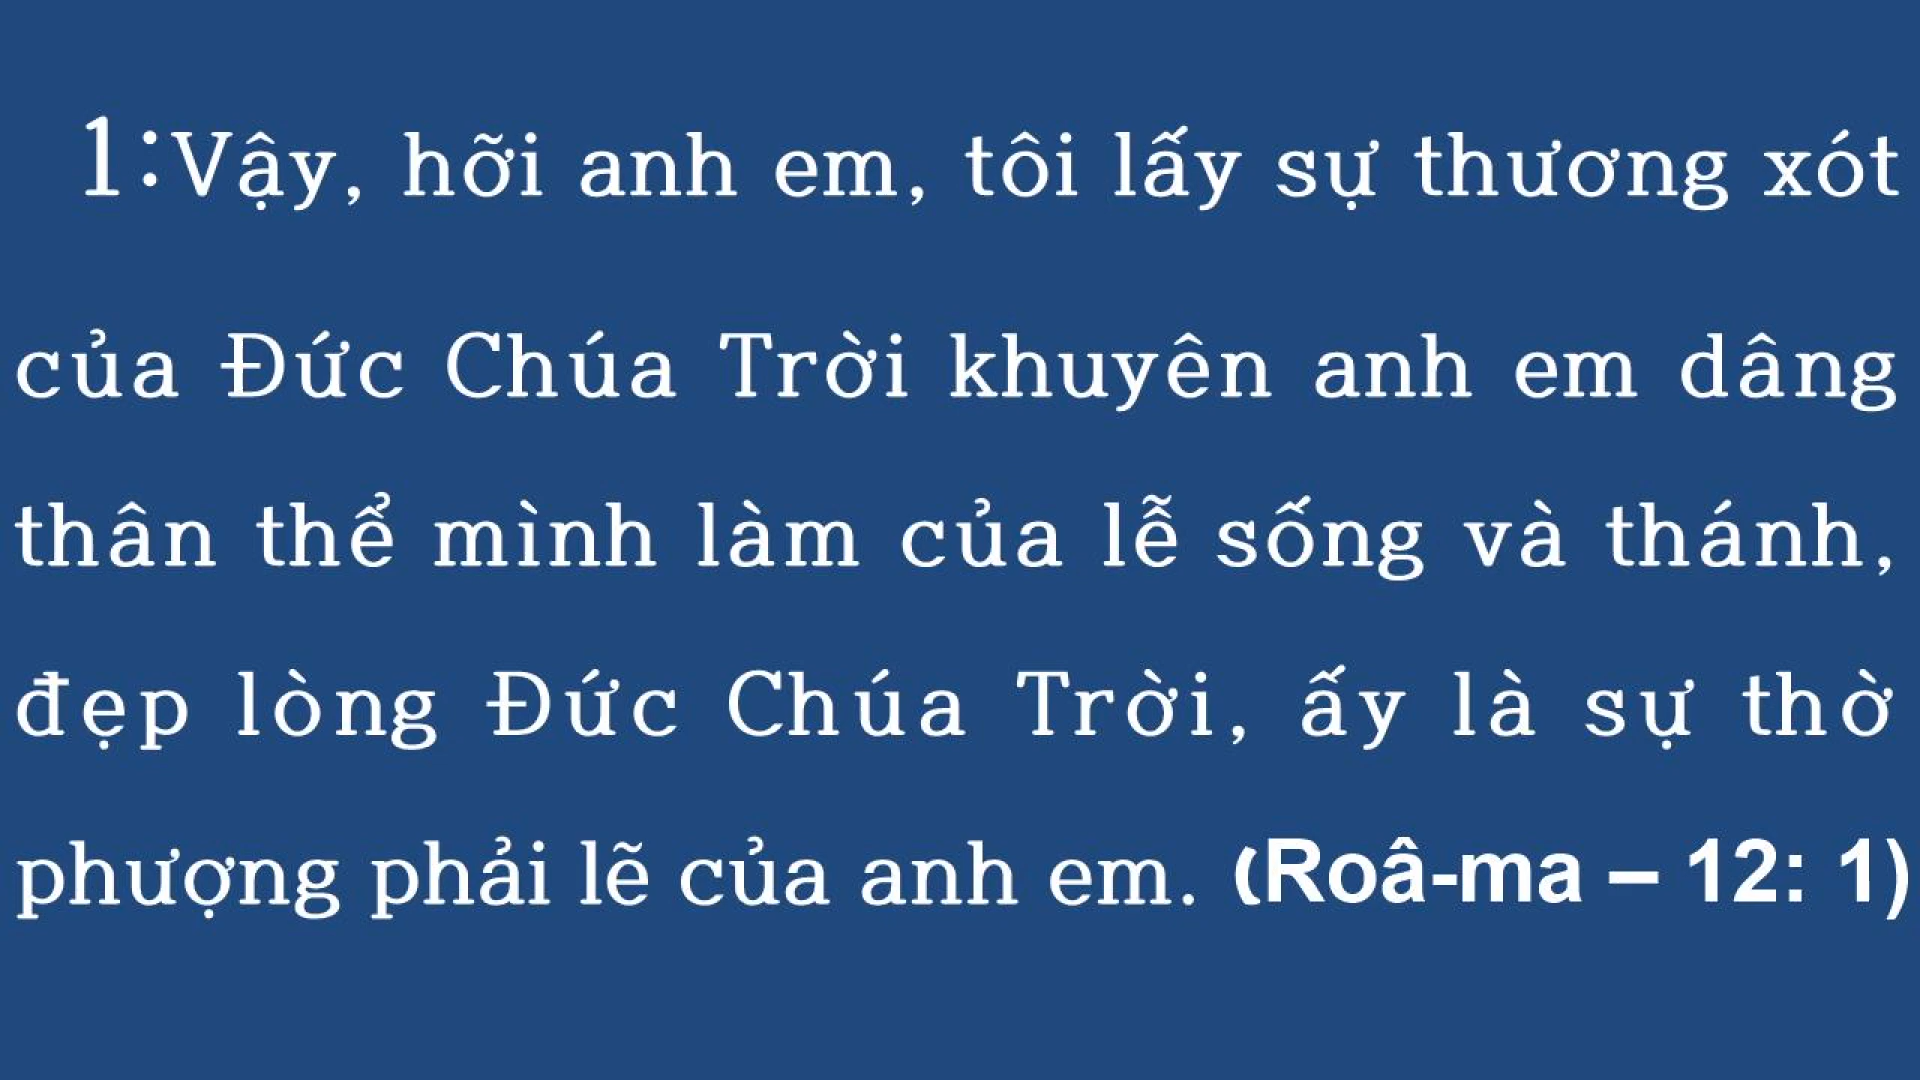 1:Vậy, hỡi anh em, tôi lấy sự thương xót
của Đức Chúa Trời khuyên anh em dâng
thân thể mình làm của lễ sống và thánh,
đẹp lòng Đức Chúa Trời, ấy là sự thờ
phượng phải lẽ của anh em. (Roâ-ma – 12: 1)